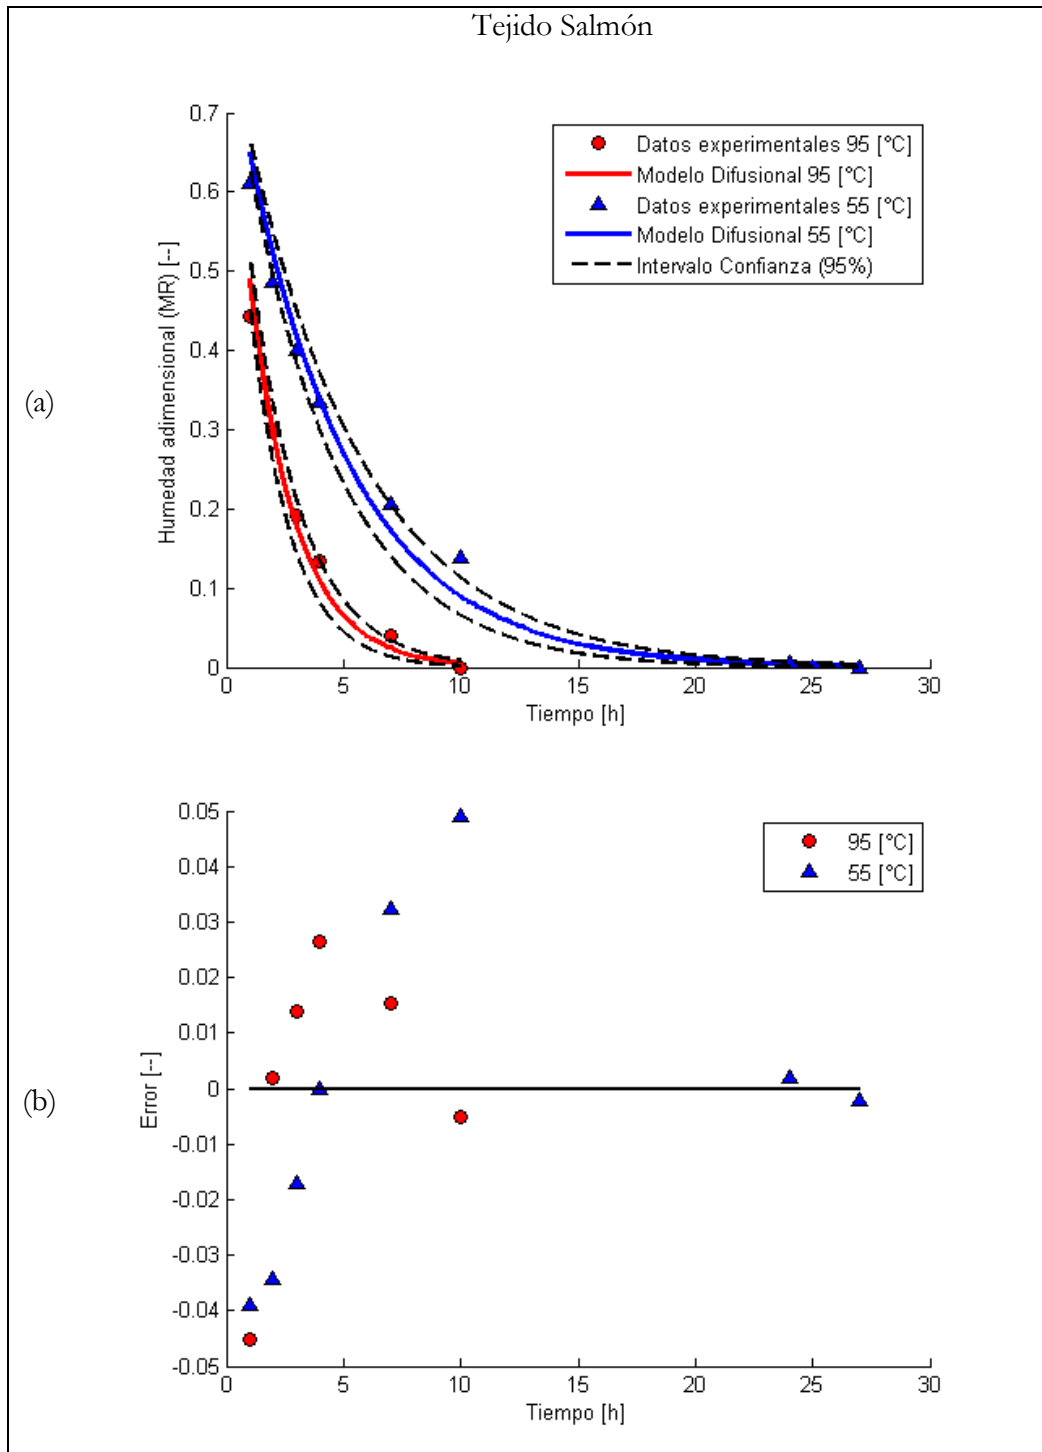 Tejido Salmón
(a)
Humedad adimensional (MR) [--]
0.7
0.6
0.5
0.4
0.3
0.2
0.1
0
0 5 10 15 20 25 30
Tiempo [h]
Datos experimentales 95 [°C]
Modelo Difusional 95 [°C]
Datos experimentales 55 [°C]
Modelo Difusional 55 [°C]
Intervalo Confianza (95%)
(b)
Error [--]
0.05
0.04
0.03
0.02
0.01
0
-0.01
-0.02
-0.03
-0.04
-0.05
0 5 10 15 20 25 30
Tiempo [h]
95 [°C]
55 [°C]